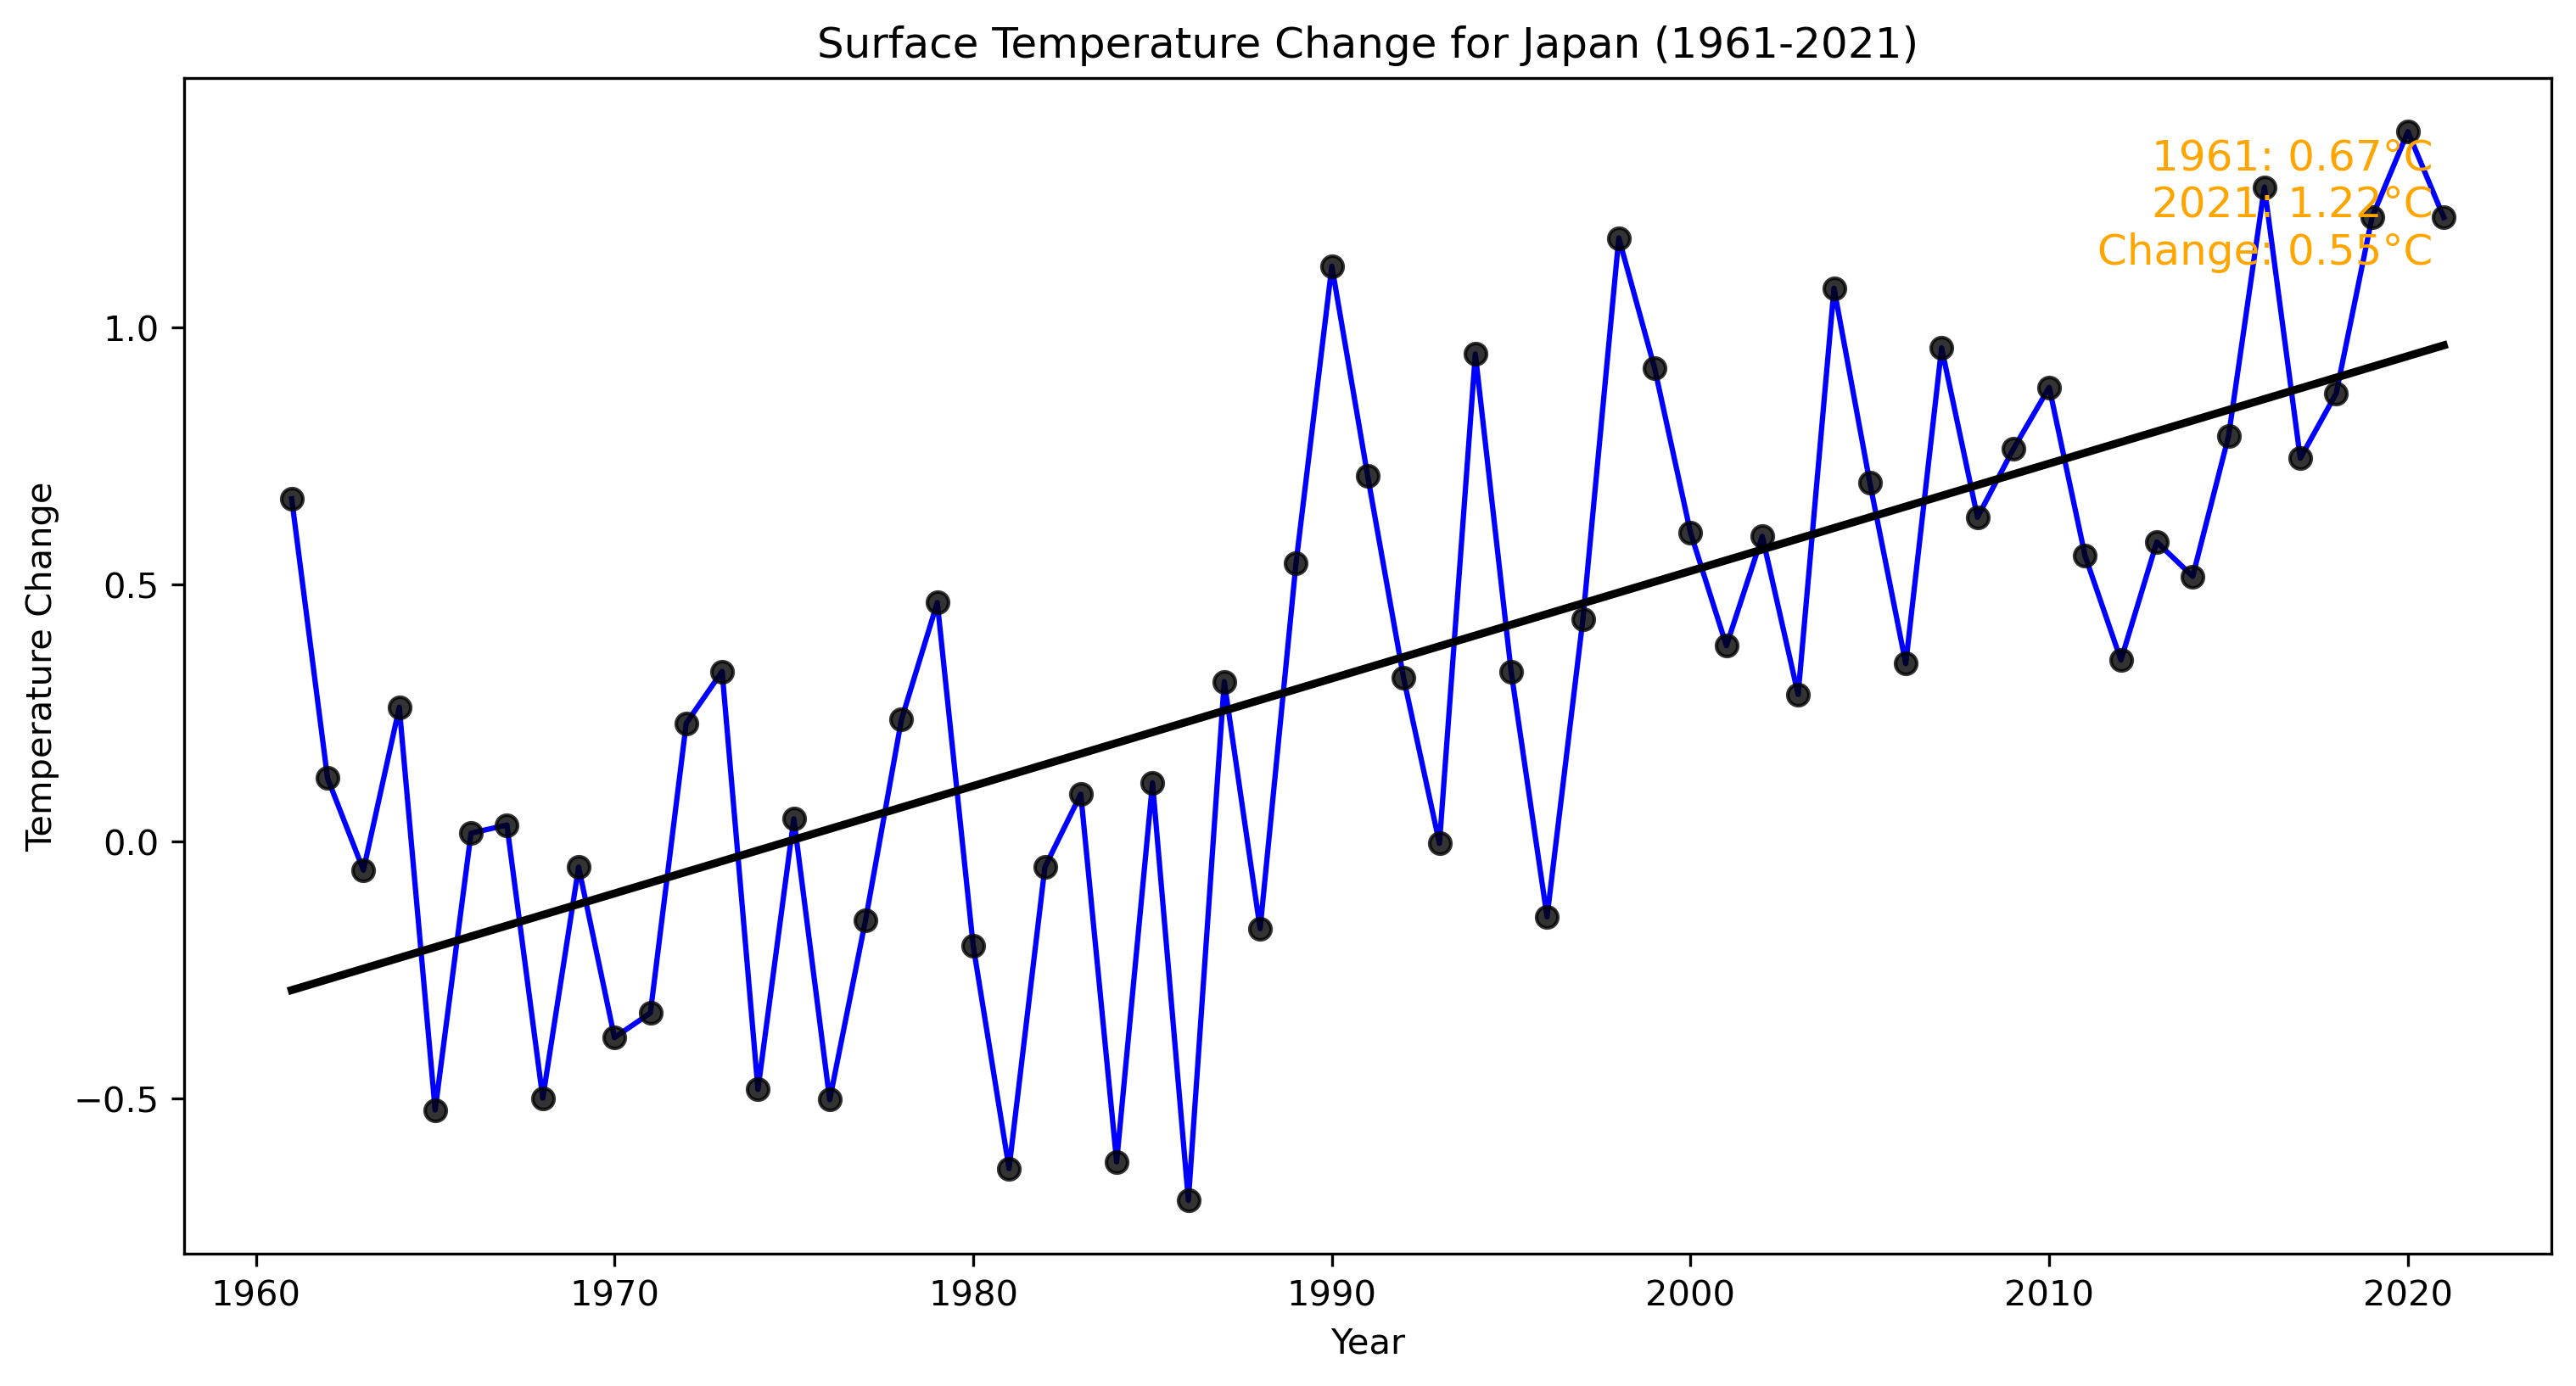 Surface Temperature Change for Japan (1961-2021)
1961: 0.67°C
2021: 1.22°C
Change: 0.55°C
Temperature Change
1.0
0.5
0.0
−0.5
1960 1970 1980 1990 2000 2010 2020
Year